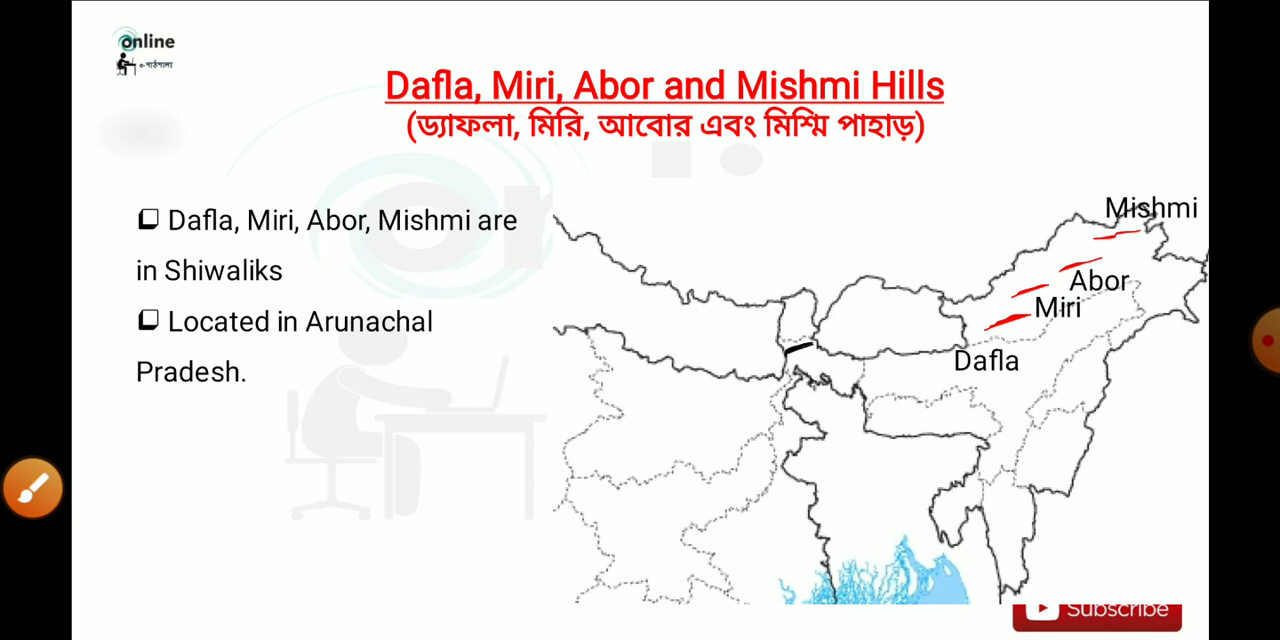 online
e-পাঠশালা
Dafla, Miri, Abor and Mishmi Hills
(ড্যাফলা, মিরি, আবোর এবং মিশ্মি পাহাড়)
❑ Dafla, Miri, Abor, Mishmi are
in Shiwaliks
❑ Located in Arunachal
Pradesh.
Mishmi
Abor
Miri
Dafla
Subscribe